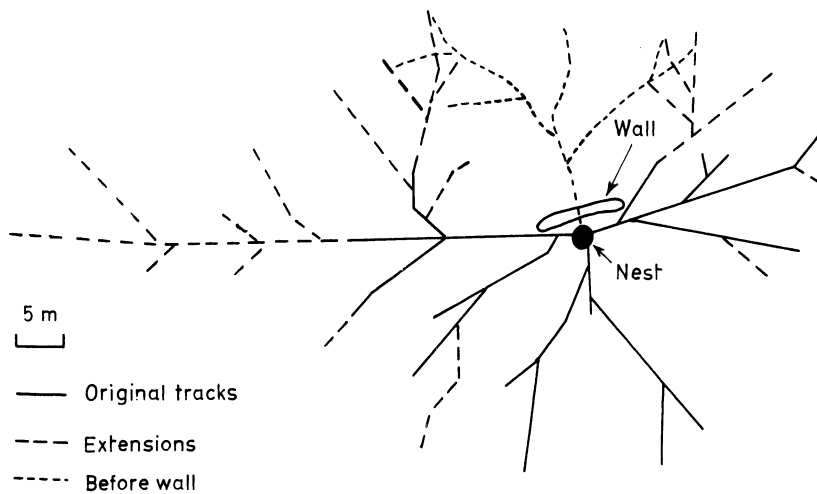 Wall
Nest
5 m
Original tracks
Extensions
Before wall